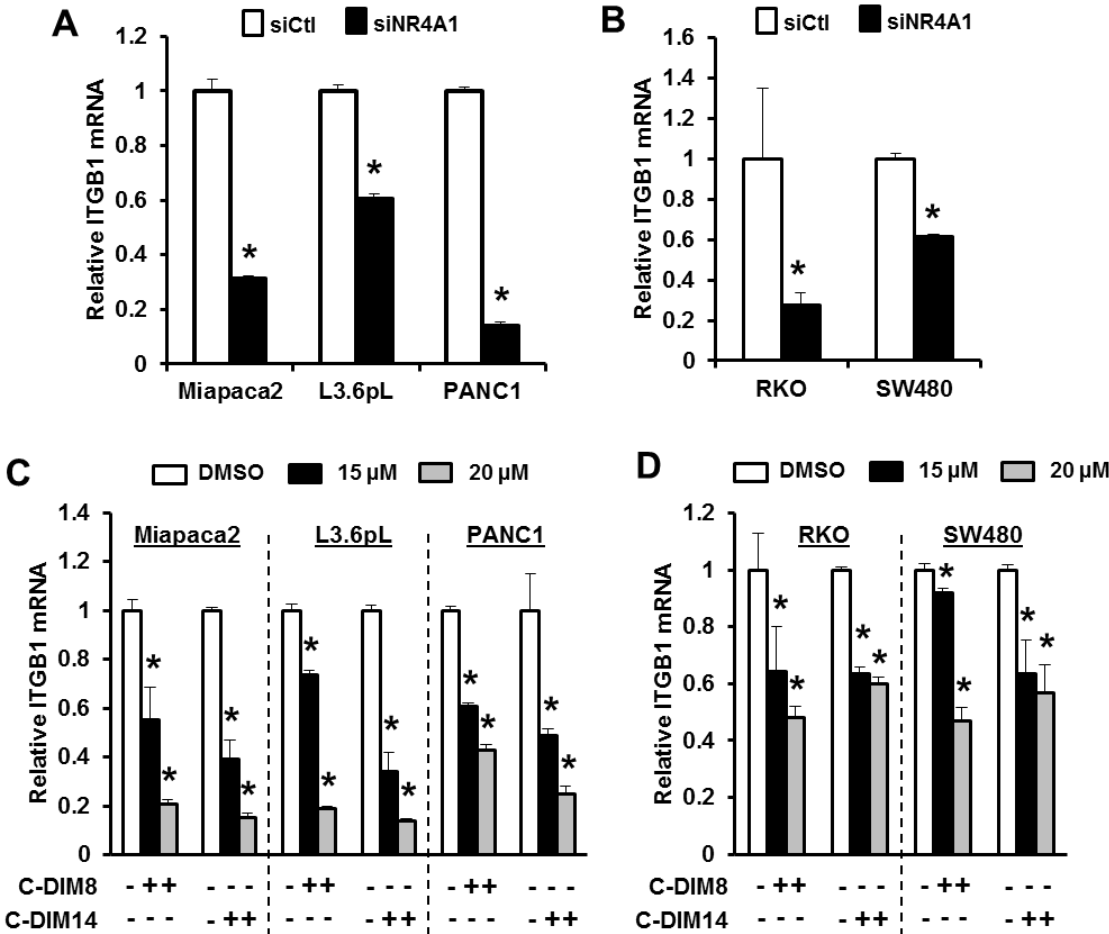 A
siCtl siNR4A1
Relative ITGB1 mRNA
1.2
1
0.8
0.6
0.4
0.2
0
*
*
*
Miapaca2 L3.6pL PANC1
B
siCtl siNR4A1
Relative ITGB1 mRNA
1.6
1.4
1.2
1
0.8
0.6
0.4
0.2
0
*
*
RKO SW480
C
DMSO 15 µM 20 µM
Relative ITGB1 mRNA
1.4
1.2
1
0.8
0.6
0.4
0.2
0
Miapaca2 L3.6pL PANC1
* * * * * * * * * * * *
C-DIM8 - + + - - - - + + - - - - + + - - -
C-DIM14 - - - - + + - - - - + + - - - - + +
D
DMSO 15 µM 20 µM
Relative ITGB1 mRNA
1.2
1
0.8
0.6
0.4
0.2
0
RKO SW480
* * * * * * * *
C-DIM8 - + + - - - - + + - - -
C-DIM14 - - - - + + - - - - + +